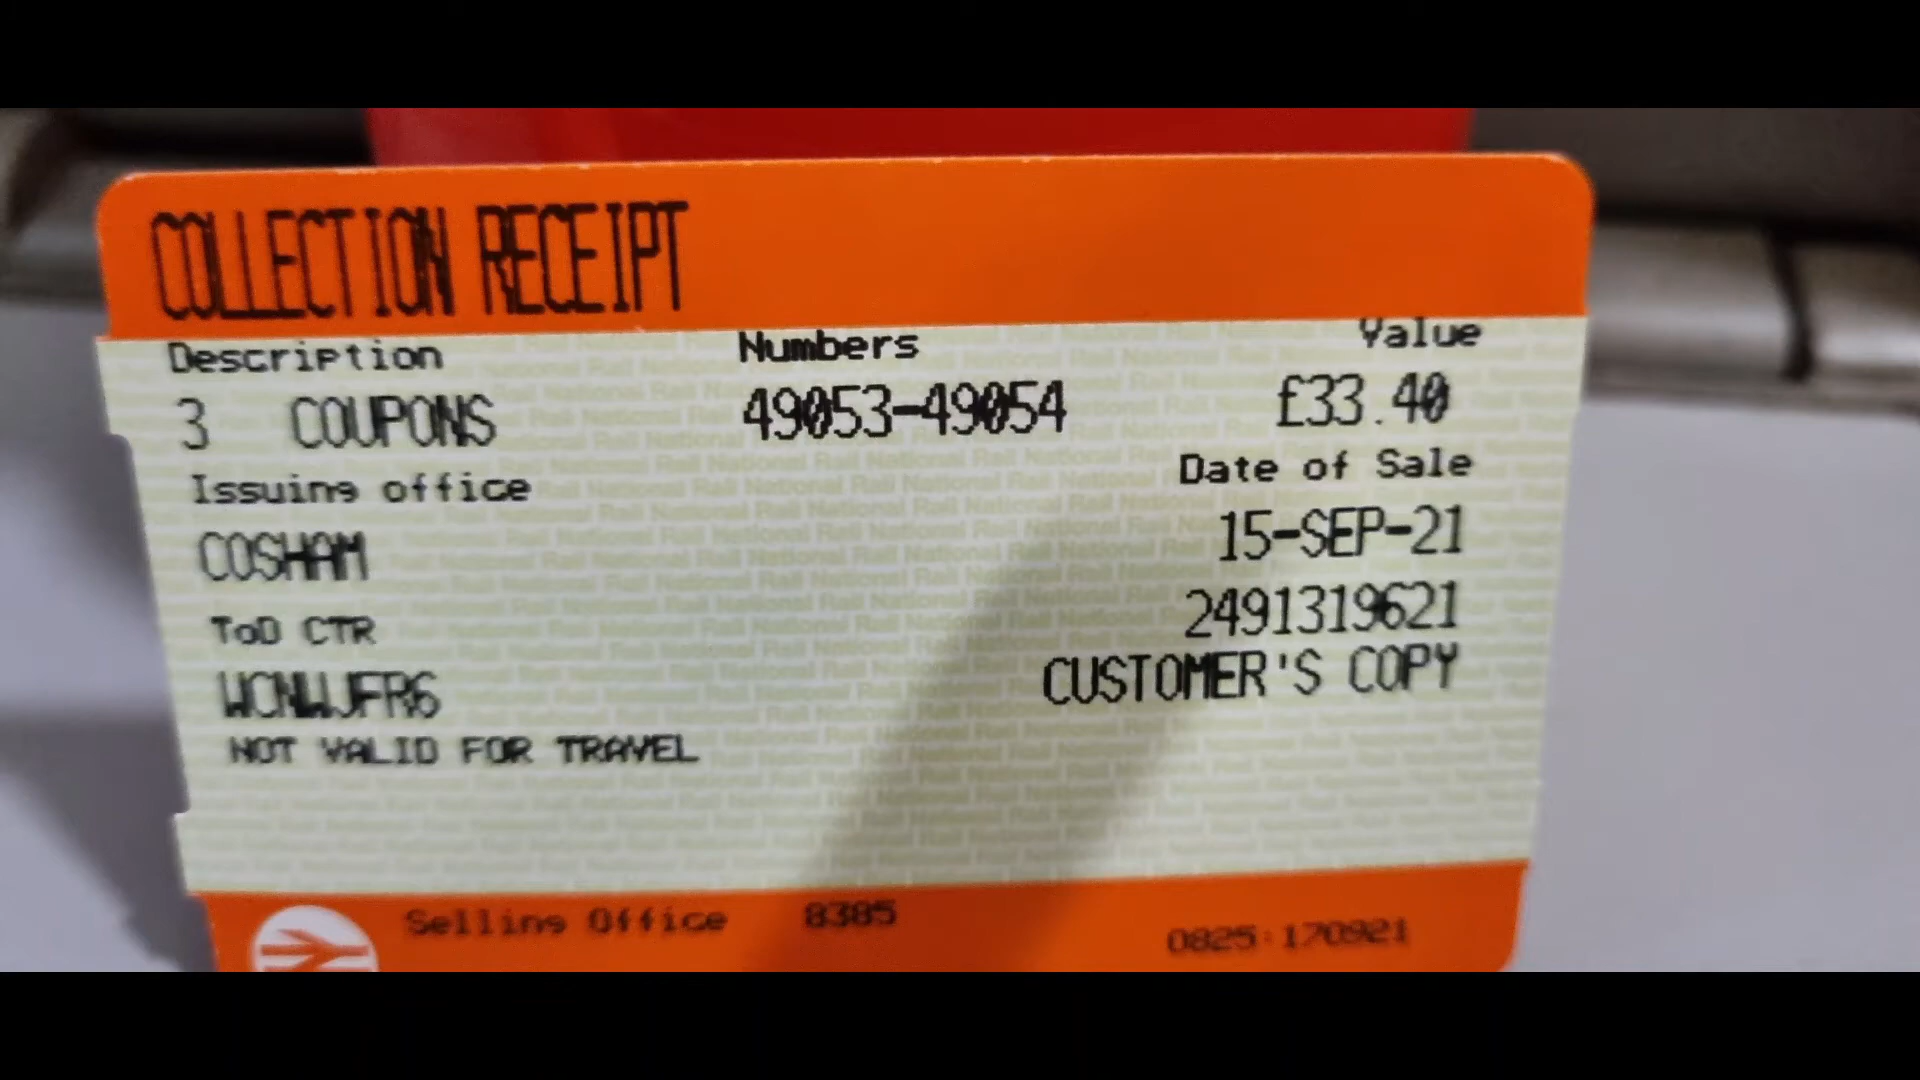 COLLECTION RECEIPT
Description Numbers Value
3 COUPONS 49053-49054 £33.40
Issuing office Date of Sale
COSHAM 15-SEP-21
ToD CTR 2491319621
WCNWJFR6 CUSTOMER'S COPY
NOT VALID FOR TRAVEL
Selling Office 8385 0825 170921